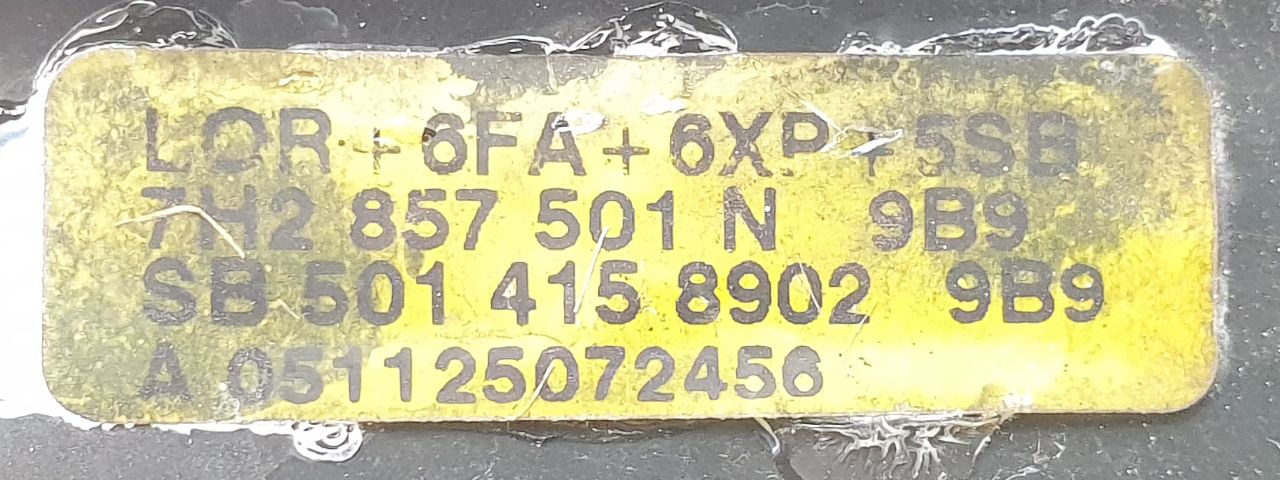 LOR + 6FA + 6XP + 5SB
7H2 857 501 N 9B9
SB 501 415 8902 9B9
A 051125072456